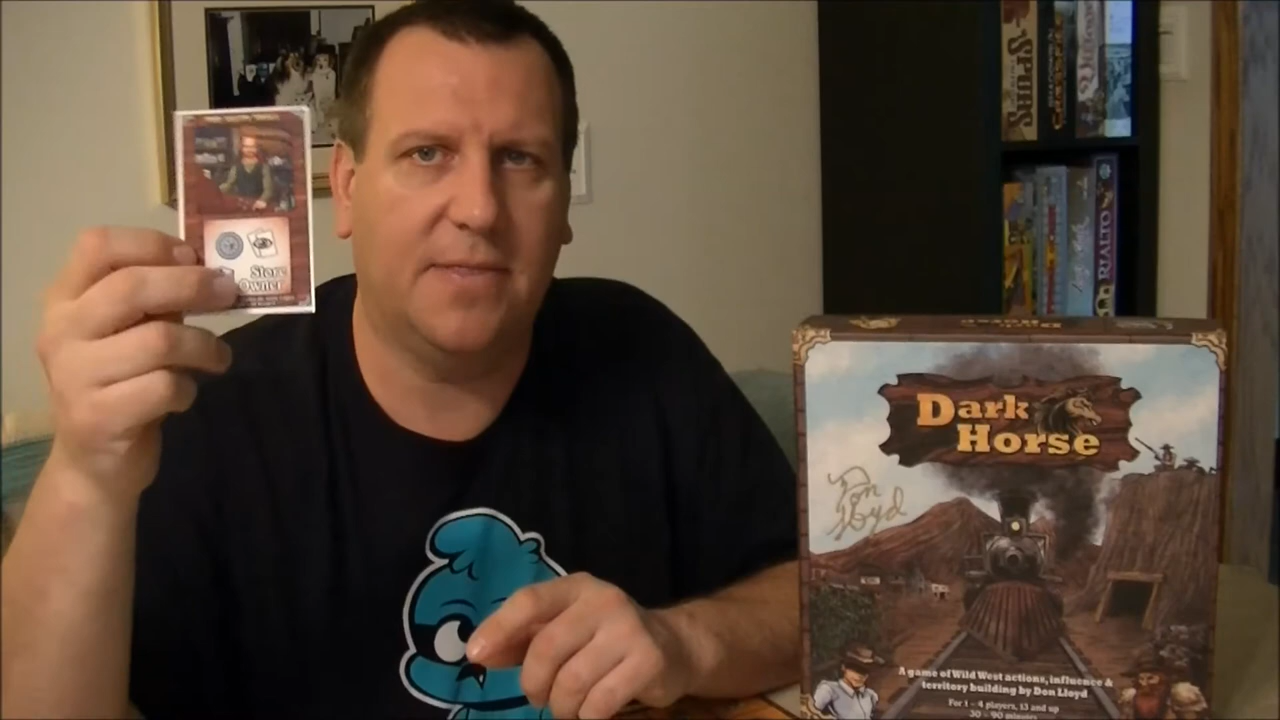 Store
Owner
SPURS
RIALTO
Dark
Horse
Don
Lloyd
A game of Wild West actions, influence &
territory building by Don Lloyd
For 1 - 4 players, 13 and up
30 - 90 minutes